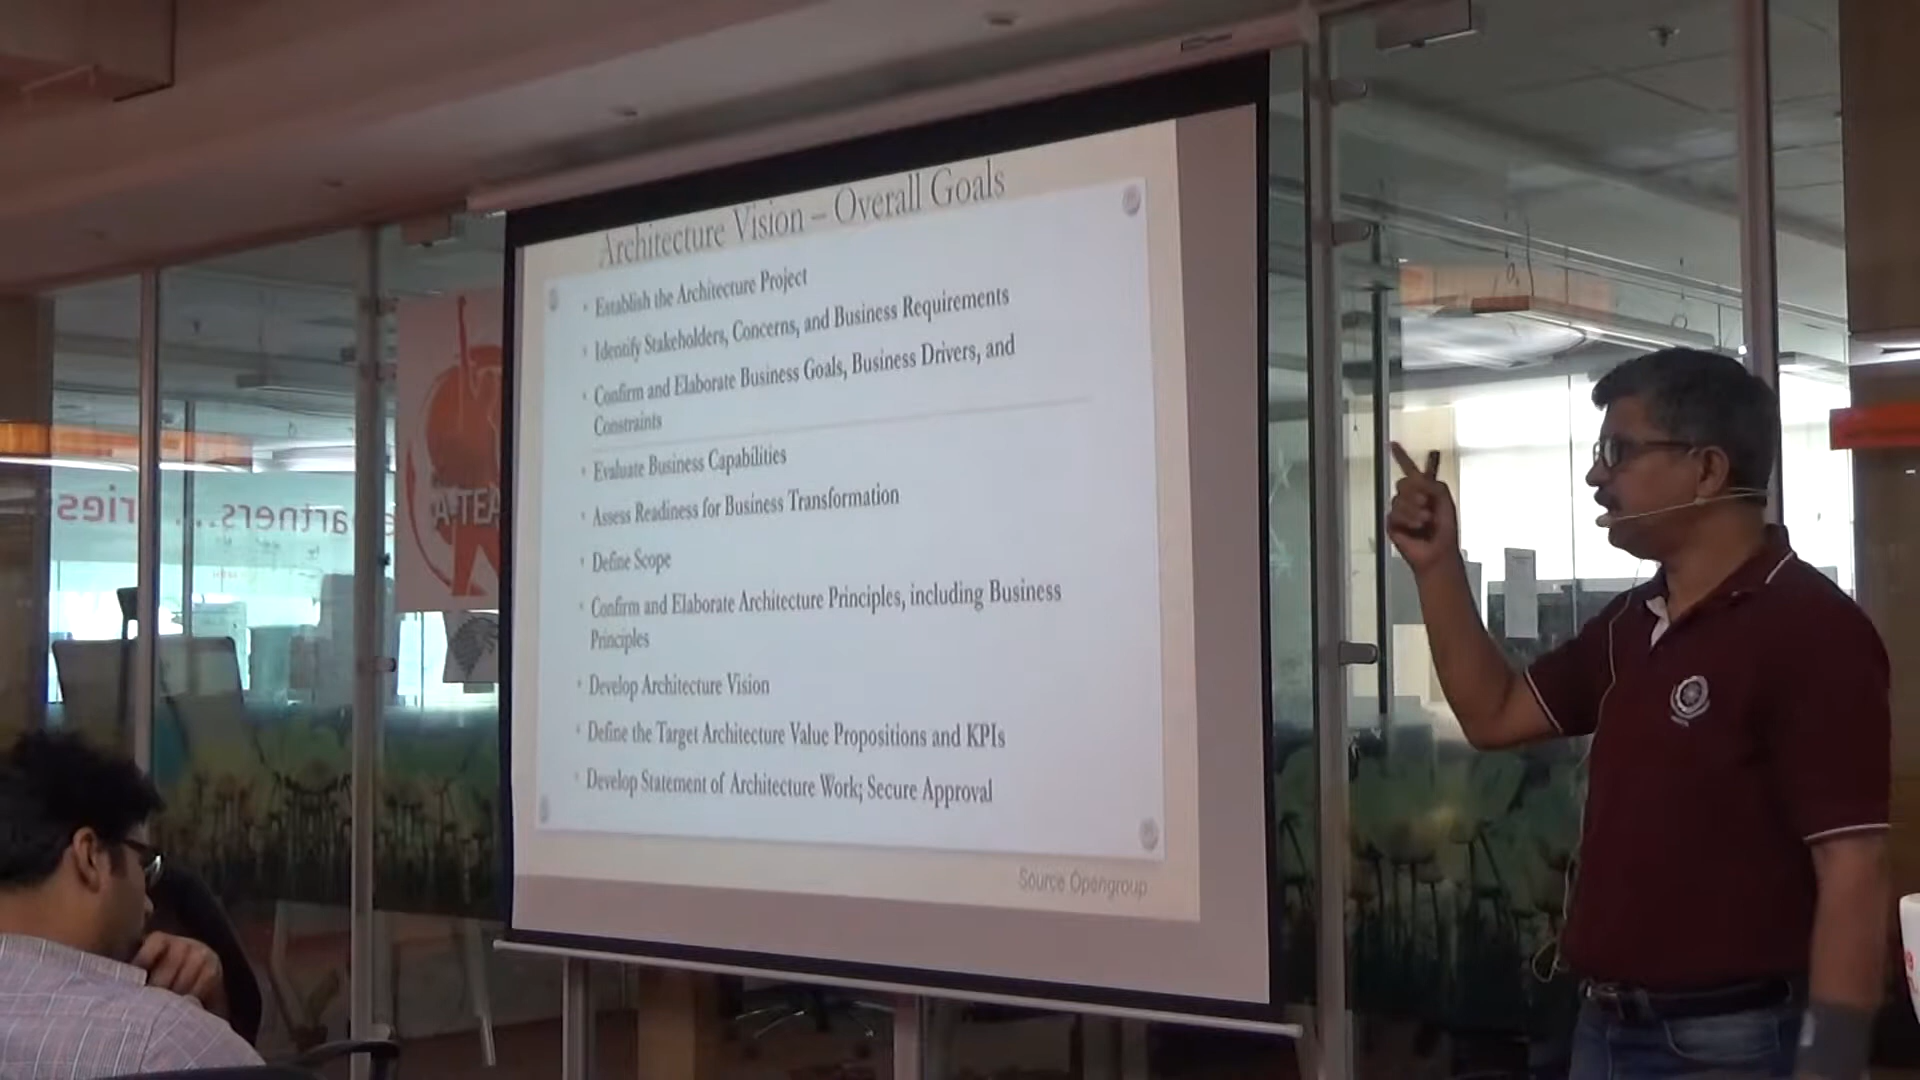 Architecture Vision – Overall Goals
• Establish the Architecture Project
• Identify Stakeholders, Concerns, and Business Requirements
• Confirm and Elaborate Business Goals, Business Drivers, and
Constraints
• Evaluate Business Capabilities
• Assess Readiness for Business Transformation
• Define Scope
• Confirm and Elaborate Architecture Principles, including Business
Principles
• Develop Architecture Vision
• Define the Target Architecture Value Propositions and KPIs
• Develop Statement of Architecture Work; Secure Approval
Source Opengroup
A-TEA